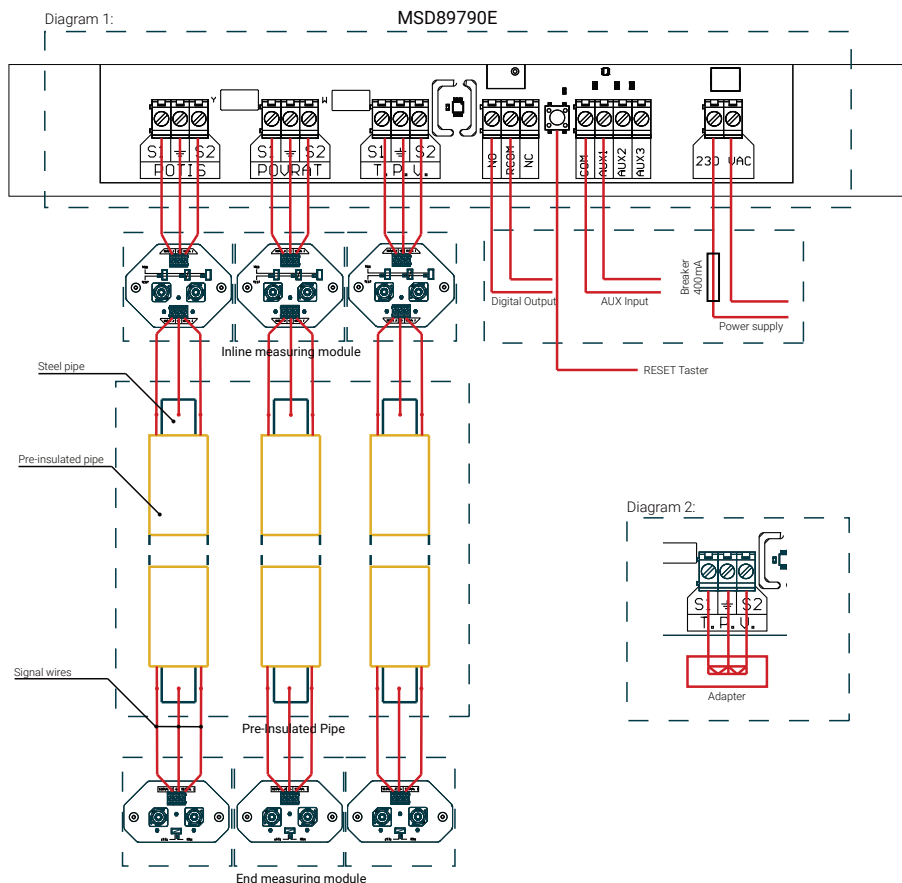 Diagram 1:
MSD89790E
Y
W
S1 S2
POTIS
S1 S2
POVRAT
S1 S2
T.P.V.
NO
RCOM
NC
COM
AUX1
AUX2
AUX3
230 VAC
Digital Output
AUX Input
Breaker
400mA
Power supply
Inline measuring module
RESET Taster
Steel pipe
Pre-insulated pipe
Signal wires
Pre-Insulated Pipe
End measuring module
Diagram 2:
S1 S2
T.P.V.
Adapter